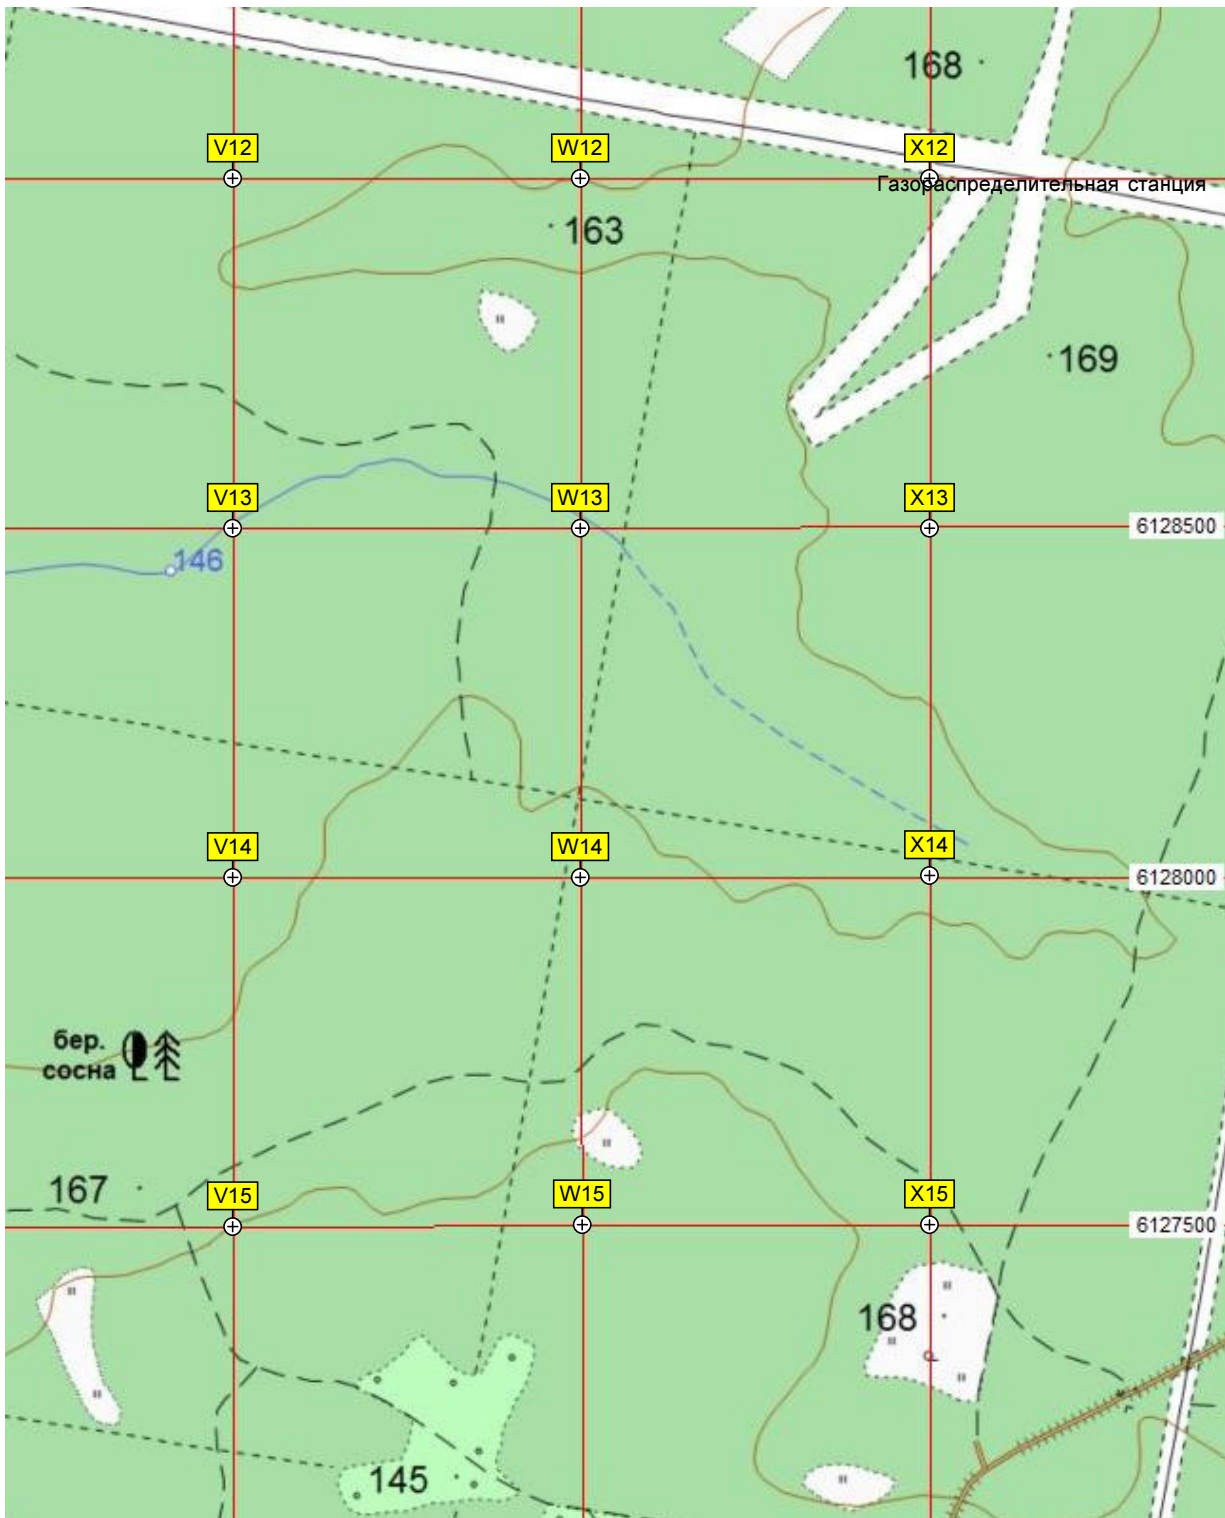 168
V12
W12
X12
Газораспределительная станция
163
169
V13
W13
X13
6128500
146
V14
W14
X14
6128000
бер.
сосна
167
V15
W15
X15
6127500
168
145